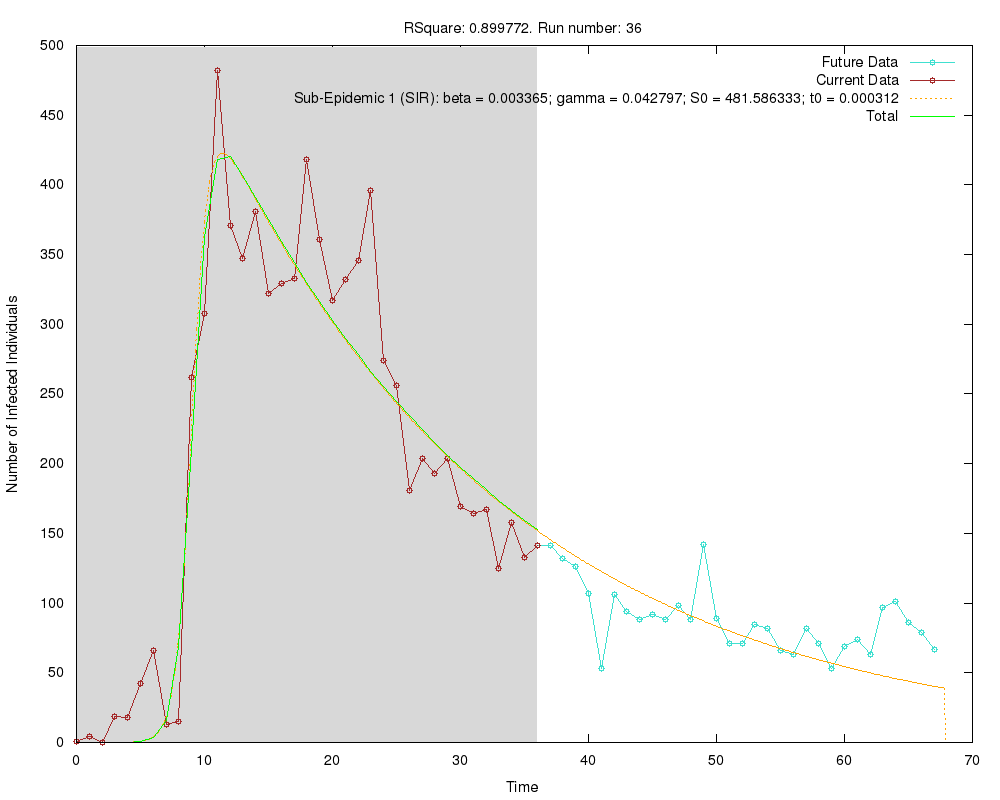 RSquare: 0.899772. Run number: 36
Future Data
Current Data
Sub-Epidemic 1 (SIR): beta = 0.003365; gamma = 0.042797; S0 = 481.586333; t0 = 0.000312
Total
Number of Infected Individuals
500
450
400
350
300
250
200
150
100
50
0
0 10 20 30 40 50 60 70
Time